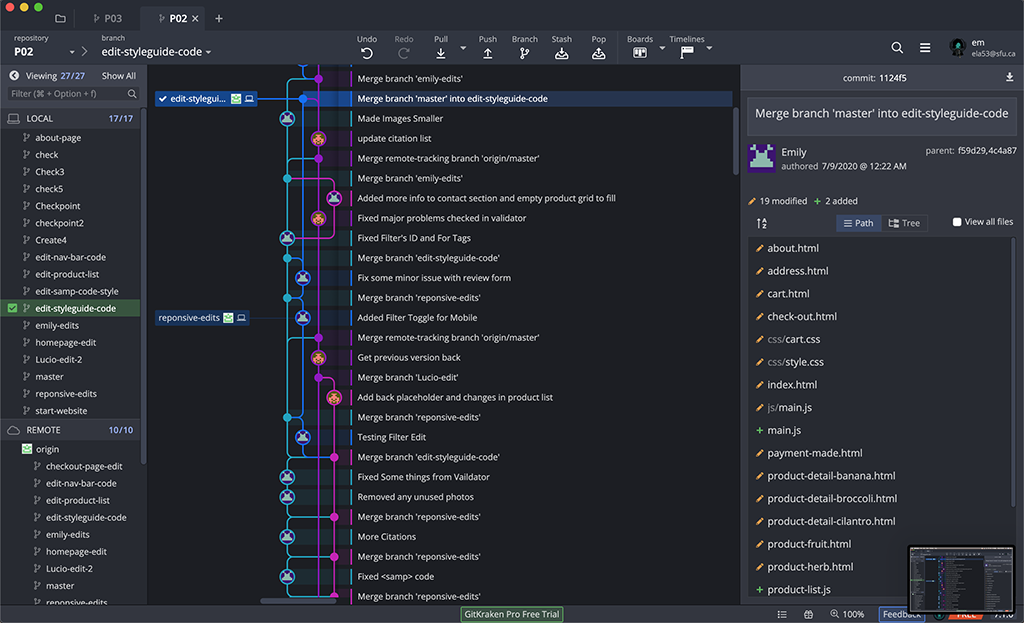 P03
P02
repository
P02
branch
edit-styleguide-code
Undo
Redo
Pull
Push
Branch
Stash
Pop
Boards
Timelines
em
ela53@sfu.ca
Viewing 27/27
Show All
Filter (⌘ + Option + f)
LOCAL
17/17
about-page
check
Check3
check5
Checkpoint
checkpoint2
Create4
edit-nav-bar-code
edit-product-list
edit-samp-code-style
edit-styleguide-code
emily-edits
homepage-edit
Lucio-edit-2
master
reponsive-edits
start-website
REMOTE
10/10
origin
checkout-page-edit
edit-nav-bar-code
edit-product-list
edit-styleguide-code
emily-edits
homepage-edit
Lucio-edit-2
master
reponsive-edits
edit-stylegui...
reponsive-edits
Merge branch 'emily-edits'
Merge branch 'master' into edit-styleguide-code
Made Images Smaller
update citation list
Merge remote-tracking branch 'origin/master'
Merge branch 'emily-edits'
Added more info to contact section and empty product grid to fill
Fixed major problems checked in validator
Fixed Filter's ID and For Tags
Merge branch 'edit-styleguide-code'
Fix some minor issue with review form
Merge branch 'reponsive-edits'
Added Filter Toggle for Mobile
Merge remote-tracking branch 'origin/master'
Get previous version back
Merge branch 'Lucio-edit'
Add back placeholder and changes in product list
Merge branch 'reponsive-edits'
Testing Filter Edit
Merge branch 'edit-styleguide-code'
Fixed Some things from Vaildator
Removed any unused photos
Merge branch 'reponsive-edits'
More Citations
Merge branch 'reponsive-edits'
Fixed <samp> code
Merge branch 'reponsive-edits'
commit: 1124f5
Merge branch 'master' into edit-styleguide-code
Emily
authored 7/9/2020 @ 12:22 AM
parent: f59d29,4c4a87
19 modified
+ 2 added
Path
Tree
View all files
about.html
address.html
cart.html
check-out.html
css/cart.css
css/style.css
index.html
js/main.js
+ main.js
payment-made.html
product-detail-banana.html
product-detail-broccoli.html
product-detail-cilantro.html
product-fruit.html
product-herb.html
+ product-list.js
GitKraken Pro Free Trial
100%
Feedback